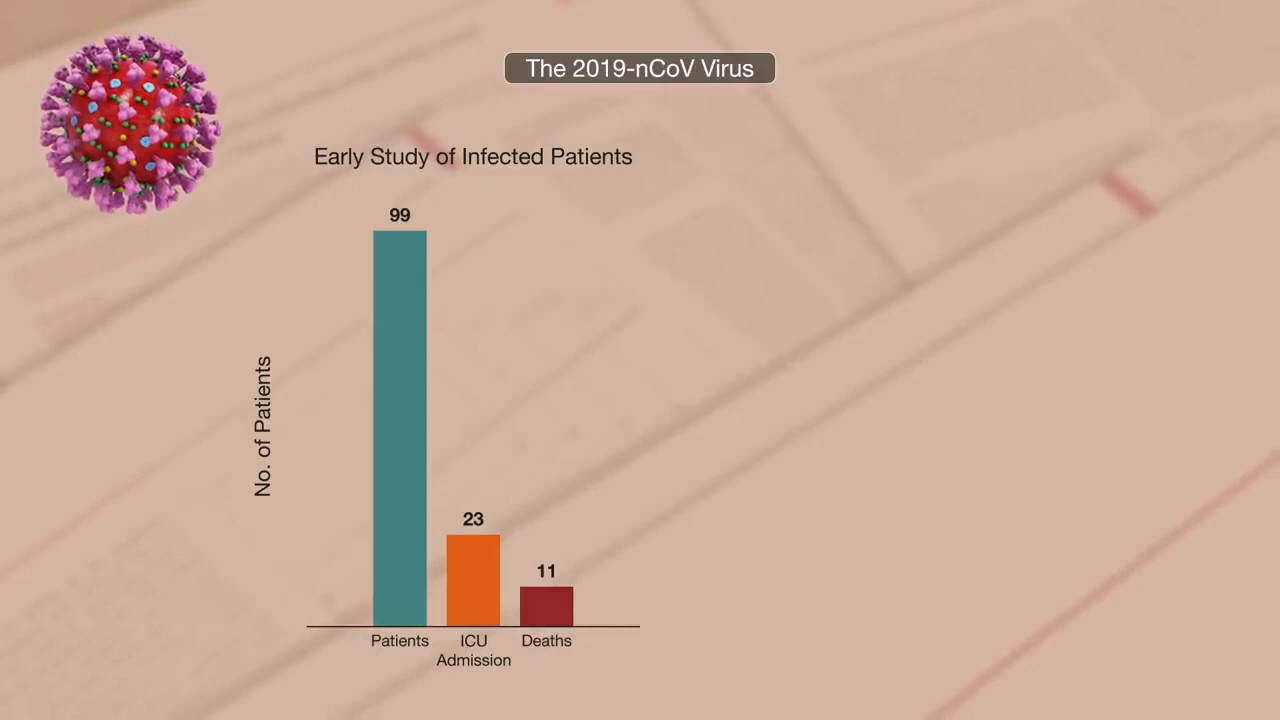 The 2019-nCoV Virus
Early Study of Infected Patients
99
No. of Patients
23
11
Patients
ICU
Admission
Deaths